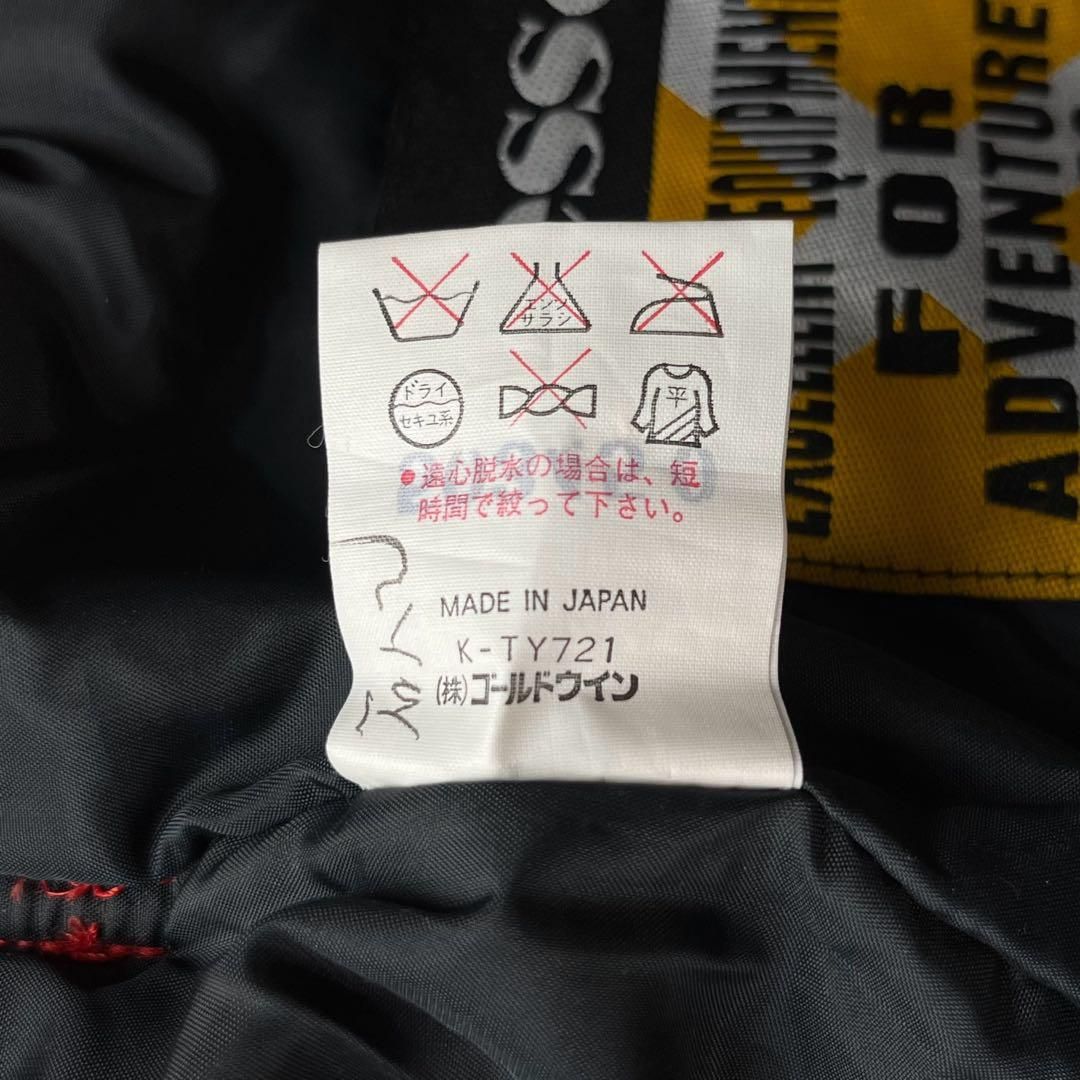 EQUIPMENT
FOR
ADVENTURE
エンソ
サラシ
ドライ
セキユ系
平
●遠心脱水の場合は、短
時間で絞って下さい。
MADE IN JAPAN
K-TY721
(株)ゴールドウイン